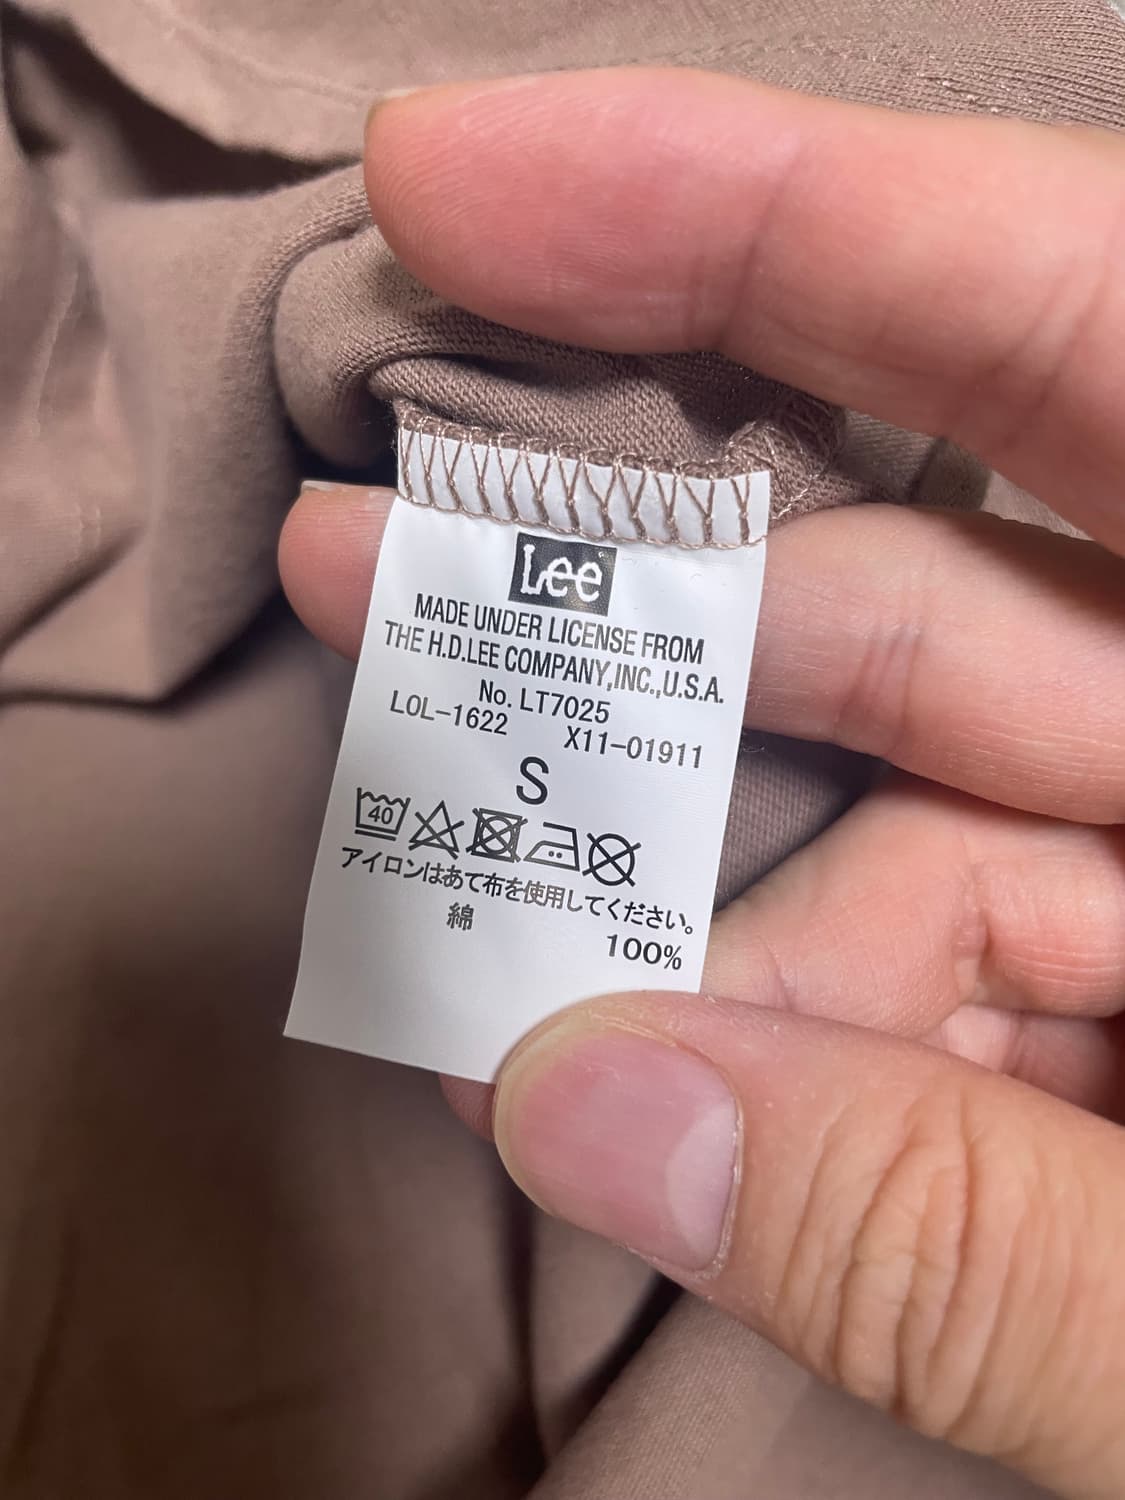 Lee
MADE UNDER LICENSE FROM
THE H.D.LEE COMPANY,INC.,U.S.A.
No. LT7025
LOL-1622 X11-01911
S
40
アイロンはあて布を使用してください。
綿 100%